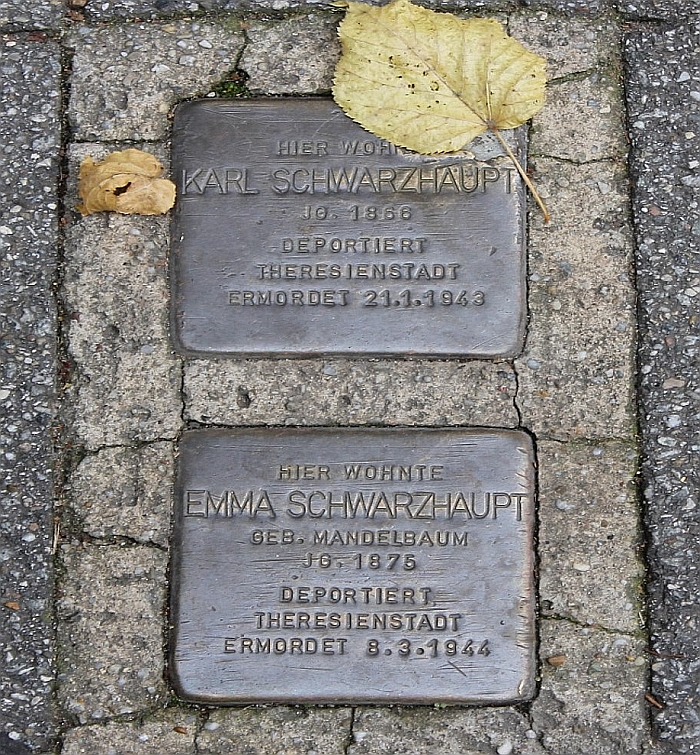 HIER WOHNTE
KARL SCHWARZHAUPT
JG. 1866
DEPORTIERT
THERESIENSTADT
ERMORDET 21.1.1943
HIER WOHNTE
EMMA SCHWARZHAUPT
GEB. MANDELBAUM
JG. 1875
DEPORTIERT
THERESIENSTADT
ERMORDET 8.3.1944